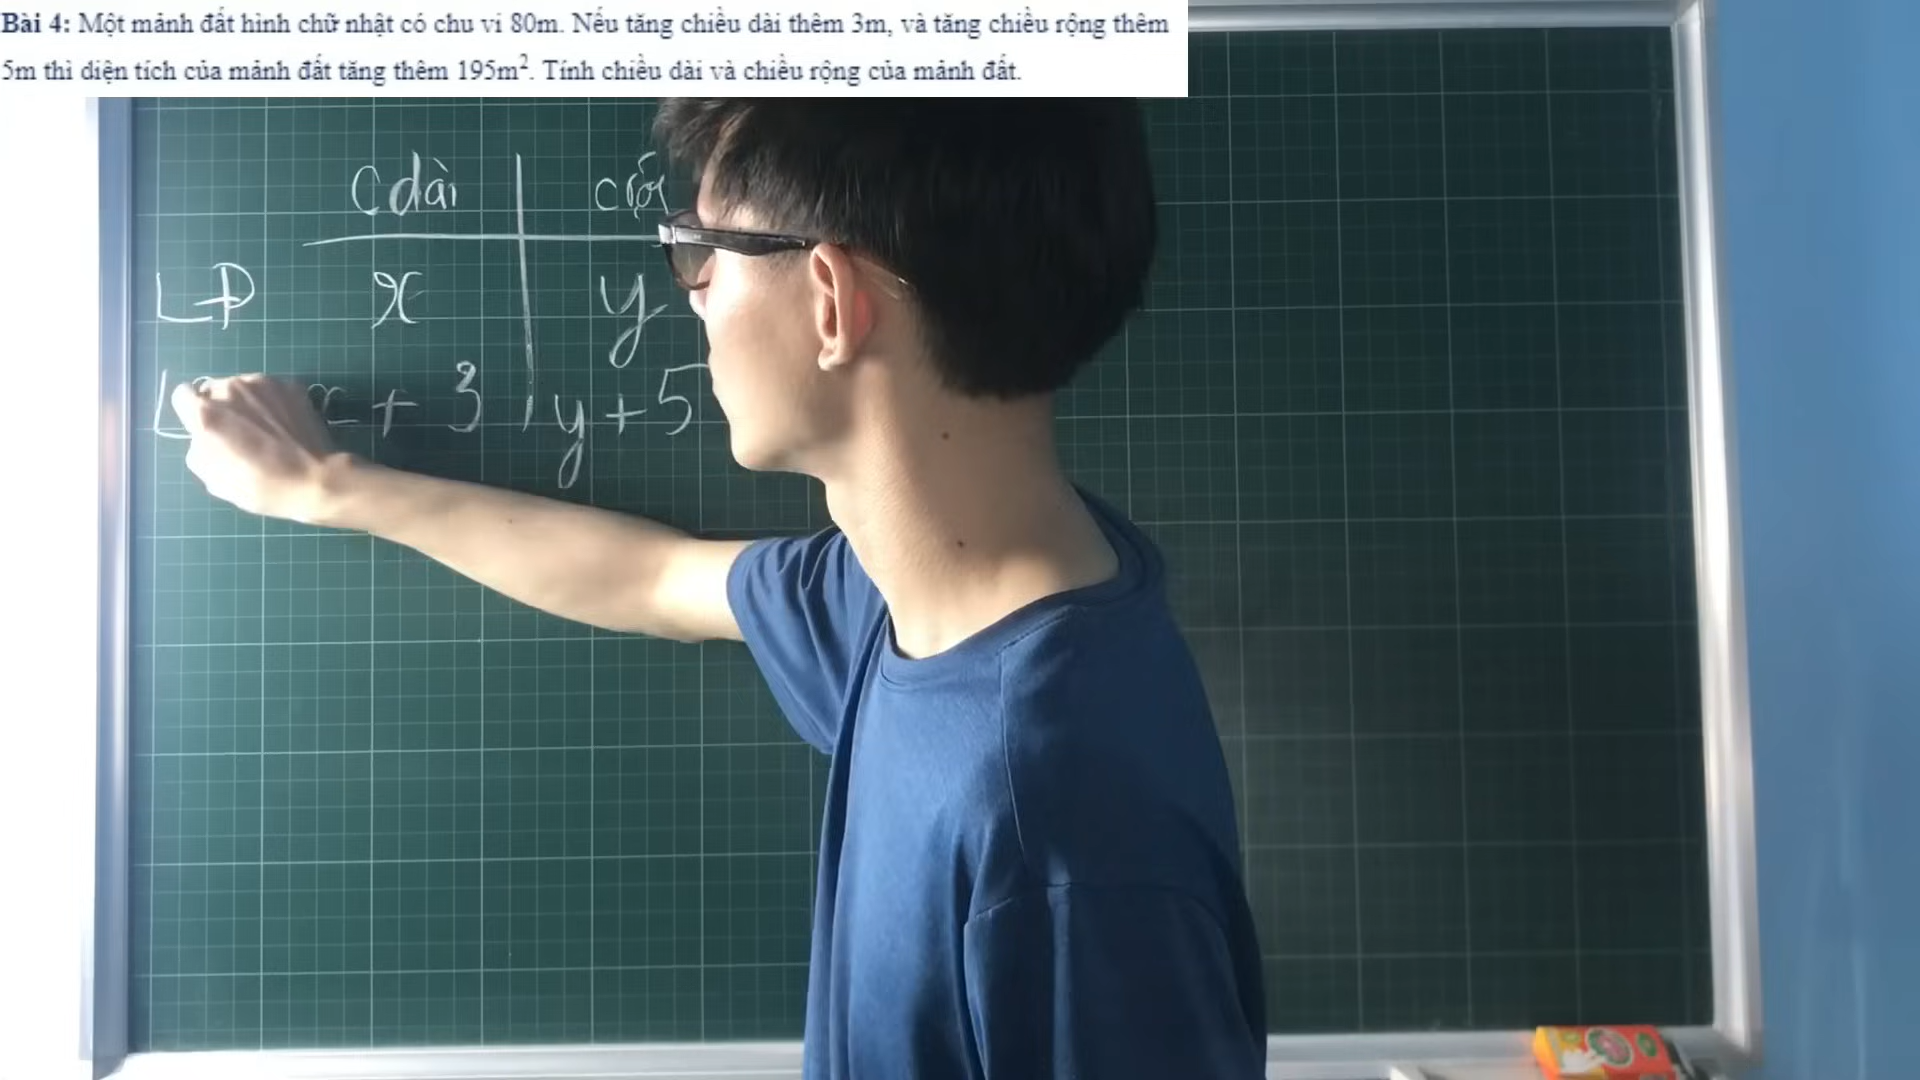 Bài 4: Một mảnh đất hình chữ nhật có chu vi 80m. Nếu tăng chiều dài thêm 3m, và tăng chiều rộng thêm
5m thì diện tích của mảnh đất tăng thêm 195m². Tính chiều dài và chiều rộng của mảnh đất.
C dài
LĐ x y
x + 3 y + 5